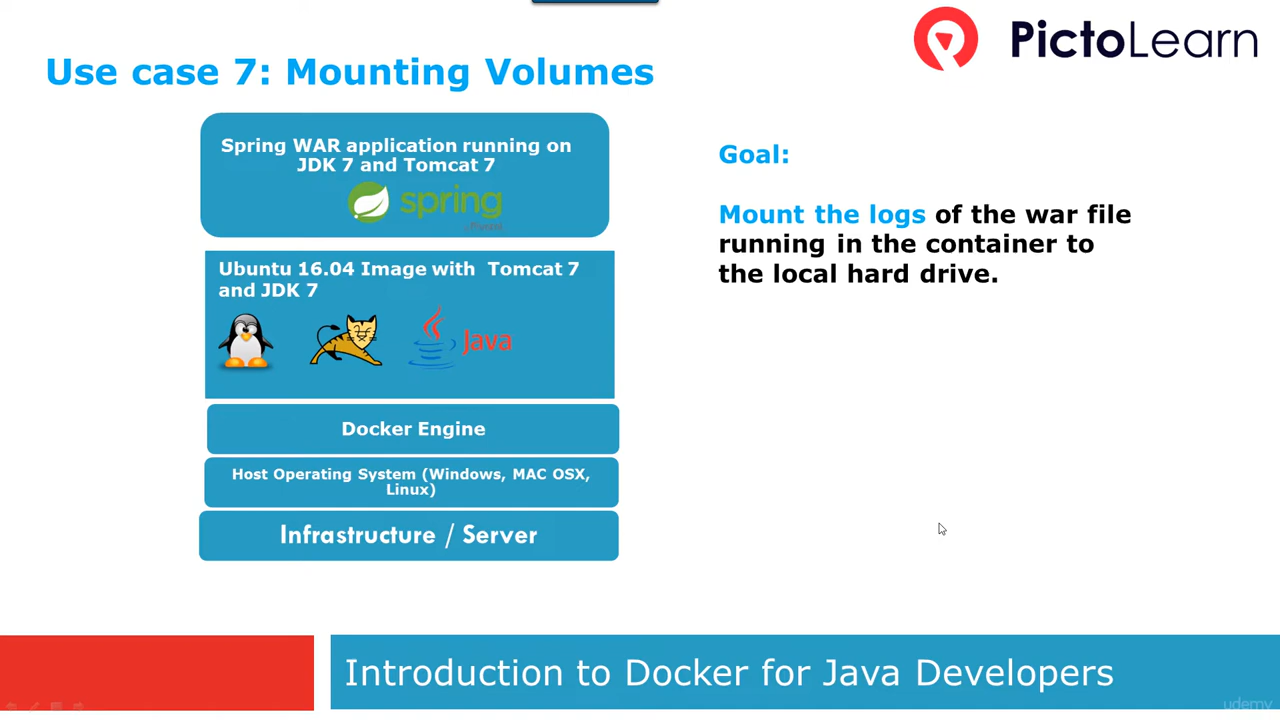 PictoLearn
Use case 7: Mounting Volumes
Spring WAR application running on
JDK 7 and Tomcat 7
spring
Goal:
Mount the logs of the war file
running in the container to
the local hard drive.
Ubuntu 16.04 Image with Tomcat 7
and JDK 7
Java
Docker Engine
Host Operating System (Windows, MAC OSX,
Linux)
Infrastructure / Server
Introduction to Docker for Java Developers
udemy